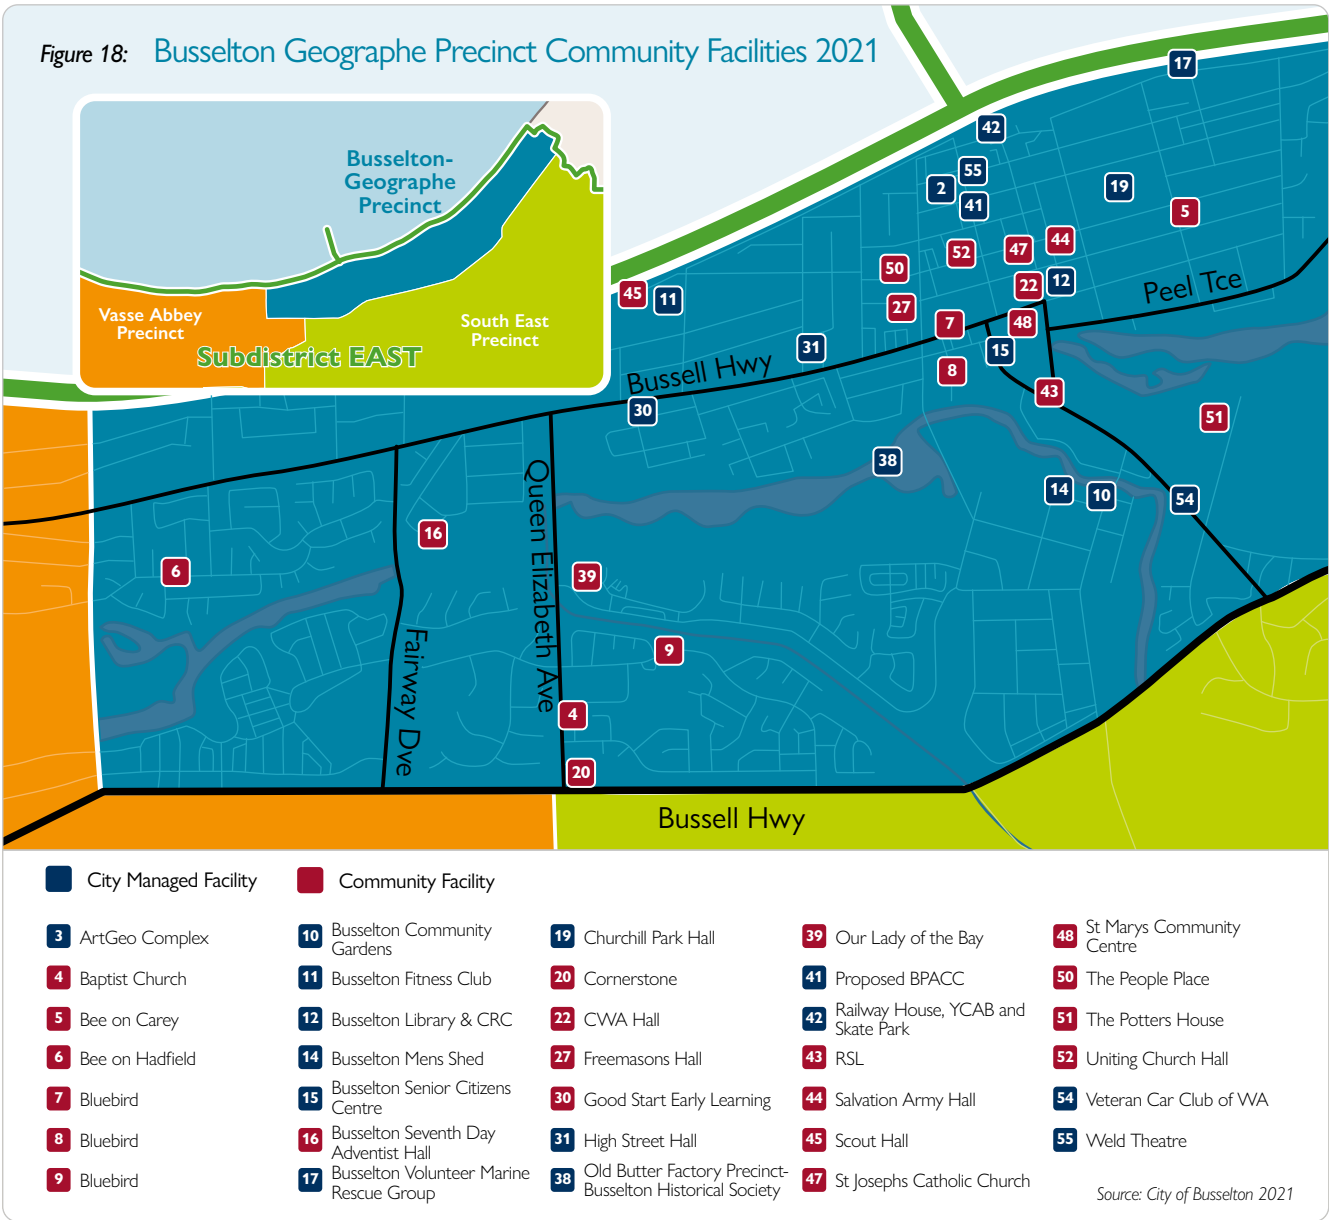 Figure 18: Busselton Geographe Precinct Community Facilities 2021
Busselton-
Geographe
Precinct
Vasse Abbey
Precinct
South East
Precinct
Subdistrict EAST
17
42
55
2
41
19
5
52
47
44
50
22
12
45
11
27
7
48
Peel Tce
31
15
Bussell Hwy
8
43
30
51
38
14
10
54
Queen Elizabeth Ave
16
6
39
Fairway Dve
9
4
20
Bussell Hwy
City Managed Facility
Community Facility
3 ArtGeo Complex
4 Baptist Church
5 Bee on Carey
6 Bee on Hadfield
7 Bluebird
8 Bluebird
9 Bluebird
10 Busselton Community
Gardens
11 Busselton Fitness Club
12 Busselton Library & CRC
14 Busselton Mens Shed
15 Busselton Senior Citizens
Centre
16 Busselton Seventh Day
Adventist Hall
17 Busselton Volunteer Marine
Rescue Group
19 Churchill Park Hall
20 Cornerstone
22 CWA Hall
27 Freemasons Hall
30 Good Start Early Learning
31 High Street Hall
38 Old Butter Factory Precinct-
Busselton Historical Society
39 Our Lady of the Bay
41 Proposed BPACC
42 Railway House, YCAB and
Skate Park
43 RSL
44 Salvation Army Hall
45 Scout Hall
47 St Josephs Catholic Church
48 St Marys Community
Centre
50 The People Place
51 The Potters House
52 Uniting Church Hall
54 Veteran Car Club of WA
55 Weld Theatre
Source: City of Busselton 2021